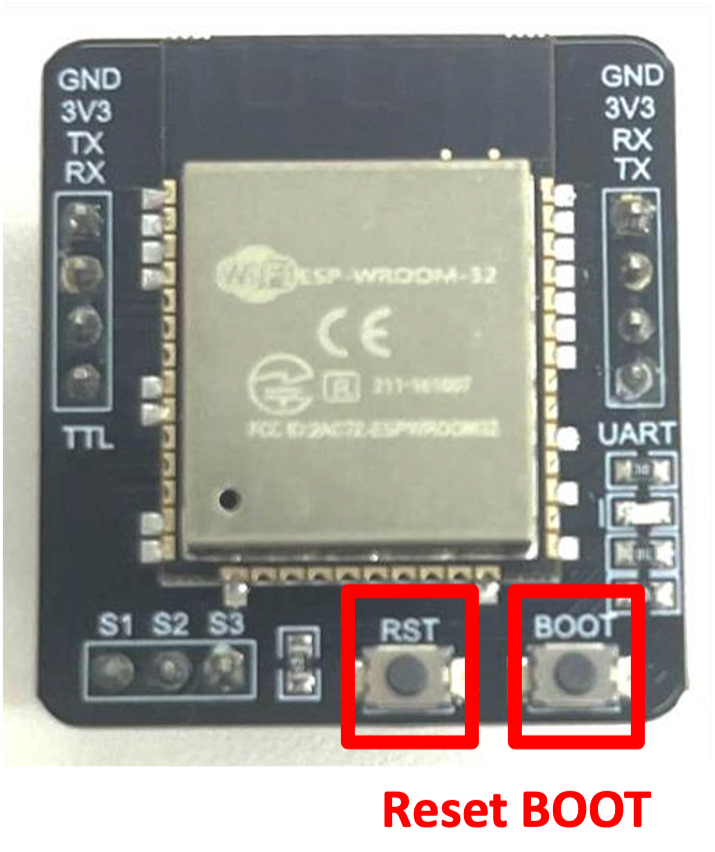 GND
3V3
TX
RX
GND
3V3
RX
TX
WiFi ESP-WROOM-32
CE
R 211-161007
FCC ID:2AC7Z-ESPWROOM32
TTL
UART
S1 S2 S3
RST
BOOT
Reset BOOT